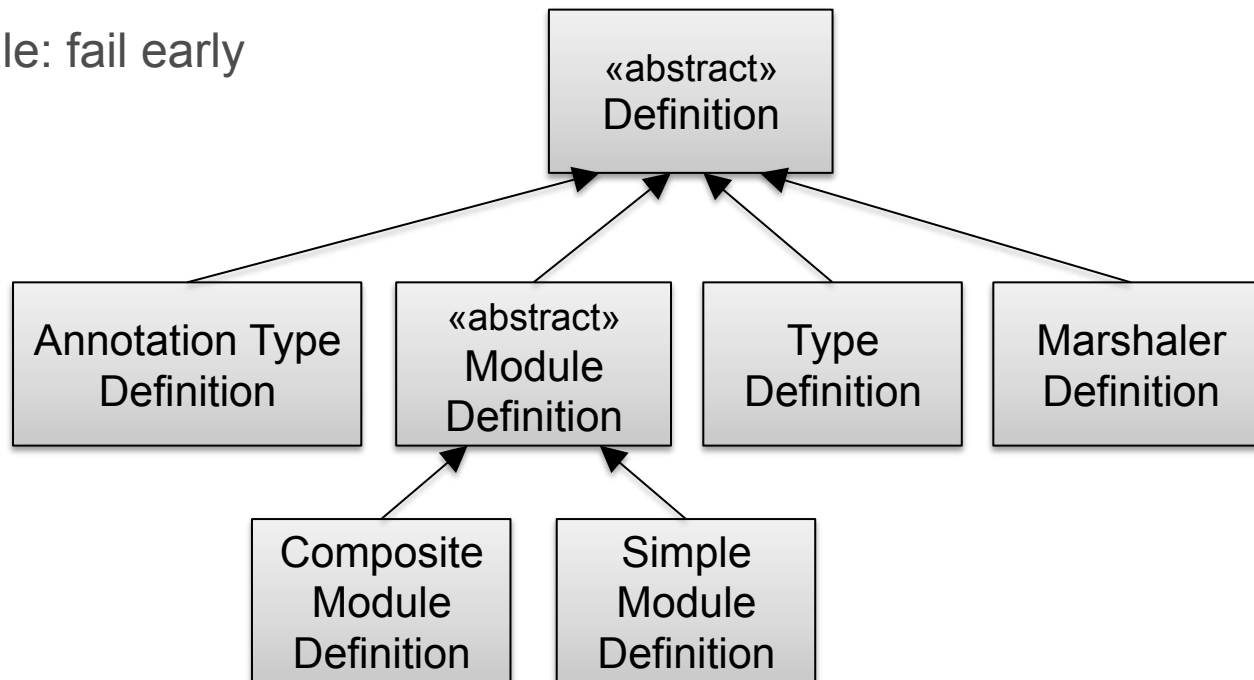 le: fail early
«abstract»
Definition
Annotation Type
Definition
«abstract»
Module
Definition
Type
Definition
Marshaler
Definition
Composite
Module
Definition
Simple
Module
Definition